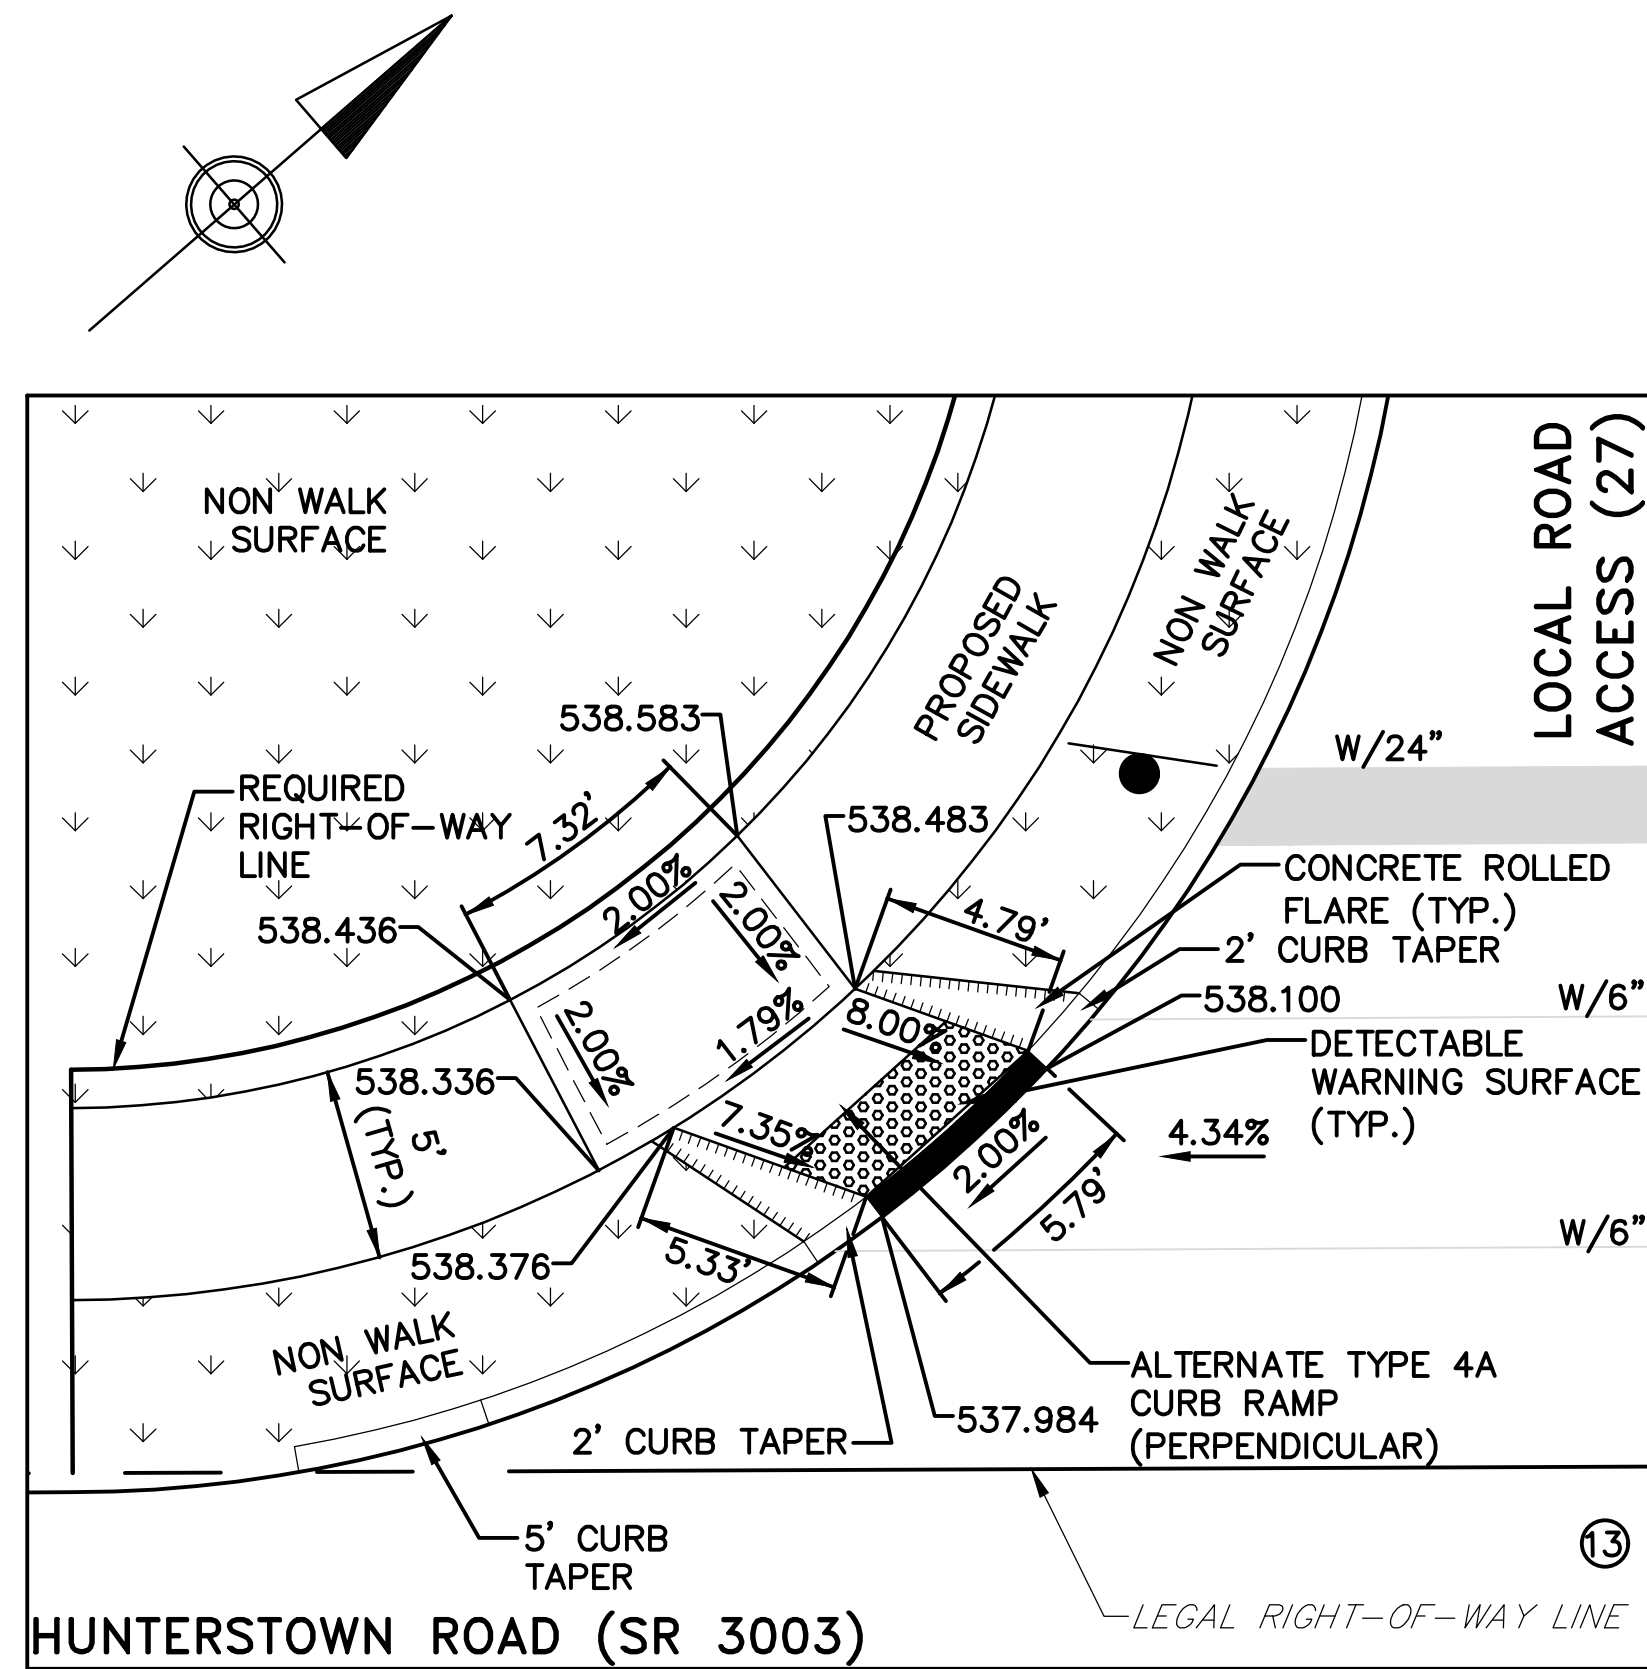 NON WALK
SURFACE
LOCAL ROAD
ACCESS (27)
NON WALK
SURFACE
PROPOSED
SIDEWALK
538.583
W/24"
REQUIRED
RIGHT-OF-WAY
LINE
7.32'
538.483
2.00%
2.00%
CONCRETE ROLLED
FLARE (TYP.)
4.79'
538.436
2' CURB TAPER
538.100
W/6"
2.00%
1.79%
8.00%
DETECTABLE
WARNING SURFACE
(TYP.)
538.336
5'
(TYP.)
7.35%
2.00%
4.34%
5.79'
W/6"
538.376
5.33'
NON WALK
SURFACE
ALTERNATE TYPE 4A
CURB RAMP
(PERPENDICULAR)
537.984
2' CURB TAPER
5' CURB
TAPER
13
LEGAL RIGHT-OF-WAY LINE
HUNTERSTOWN ROAD (SR 3003)